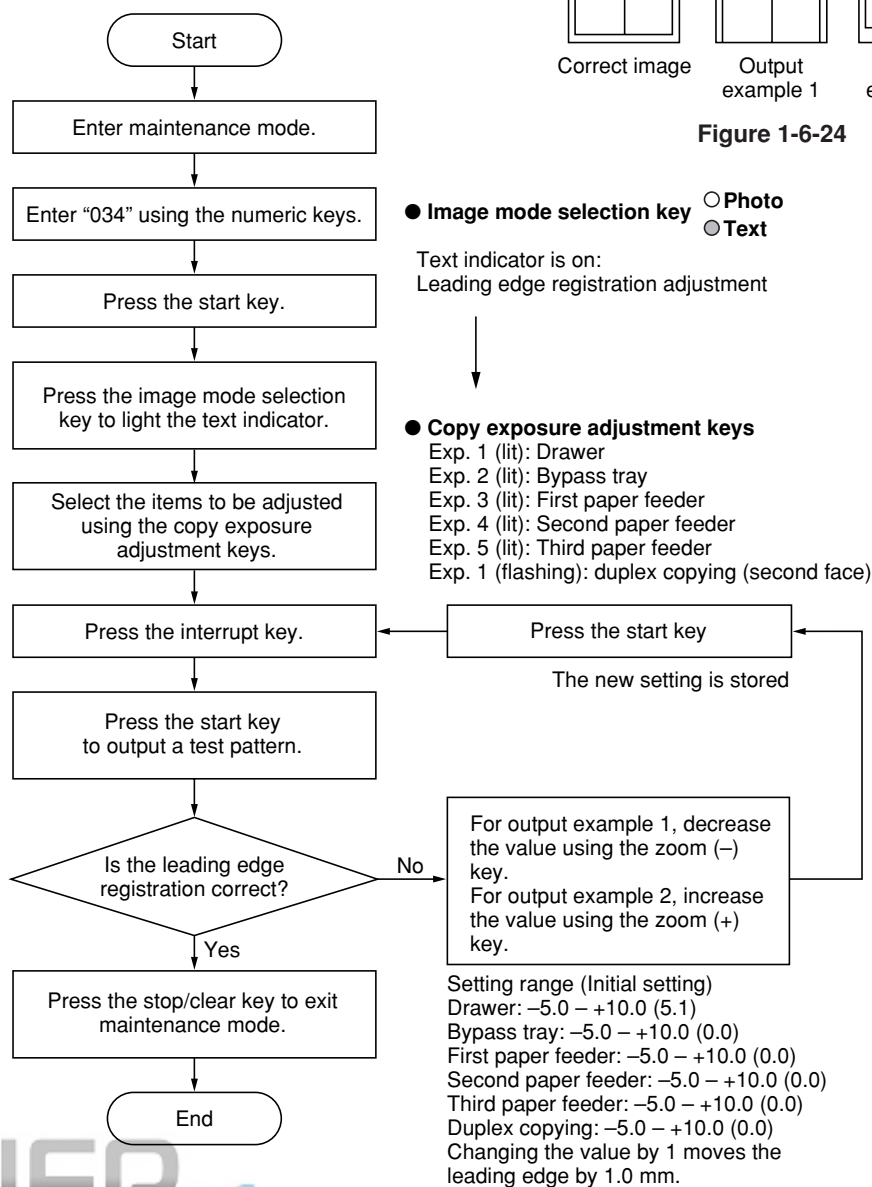 Start
Enter maintenance mode.
Enter “034” using the numeric keys.
Press the start key.
Press the image mode selection
key to light the text indicator.
Select the items to be adjusted
using the copy exposure
adjustment keys.
Press the interrupt key.
Press the start key
to output a test pattern.
Is the leading edge
registration correct?
No
Yes
Press the stop/clear key to exit
maintenance mode.
End
Correct image
Output
example 1
Figure 1-6-24
● Image mode selection key
Photo
Text
Text indicator is on:
Leading edge registration adjustment
● Copy exposure adjustment keys
Exp. 1 (lit): Drawer
Exp. 2 (lit): Bypass tray
Exp. 3 (lit): First paper feeder
Exp. 4 (lit): Second paper feeder
Exp. 5 (lit): Third paper feeder
Exp. 1 (flashing): duplex copying (second face)
Press the start key
The new setting is stored
For output example 1, decrease
the value using the zoom (–)
key.
For output example 2, increase
the value using the zoom (+)
key.
Setting range (Initial setting)
Drawer: –5.0 – +10.0 (5.1)
Bypass tray: –5.0 – +10.0 (0.0)
First paper feeder: –5.0 – +10.0 (0.0)
Second paper feeder: –5.0 – +10.0 (0.0)
Third paper feeder: –5.0 – +10.0 (0.0)
Duplex copying: –5.0 – +10.0 (0.0)
Changing the value by 1 moves the
leading edge by 1.0 mm.